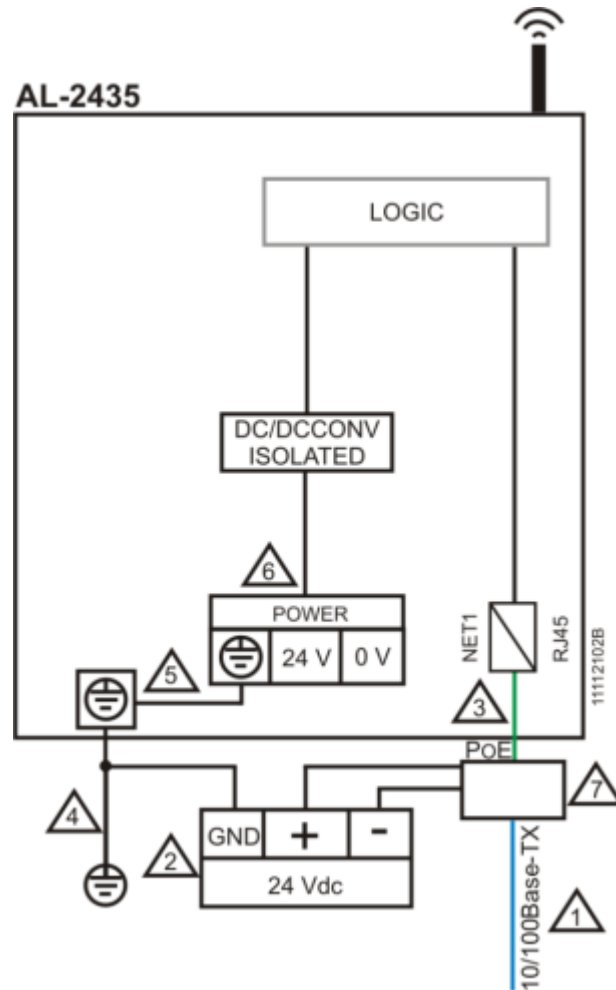 AL-2435
LOGIC
DC/DCCONV
ISOLATED
6
POWER
24 V
0 V
5
NET1
RJ45
11112102B
3
PoE
7
4
GND
+
-
2
24 Vdc
10/100Base-TX
1